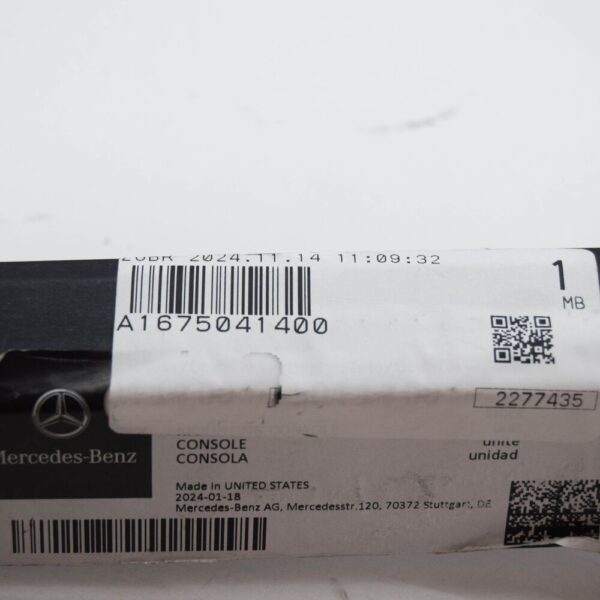 2024.11.14 11:09:32
1
MB
A1675041400
2277435
CONSOLE
CONSOLA
unité
unidad
Mercedes-Benz
Made in UNITED STATES
2024-01-18
Mercedes-Benz AG, Mercedesstr.120, 70372 Stuttgart, DE